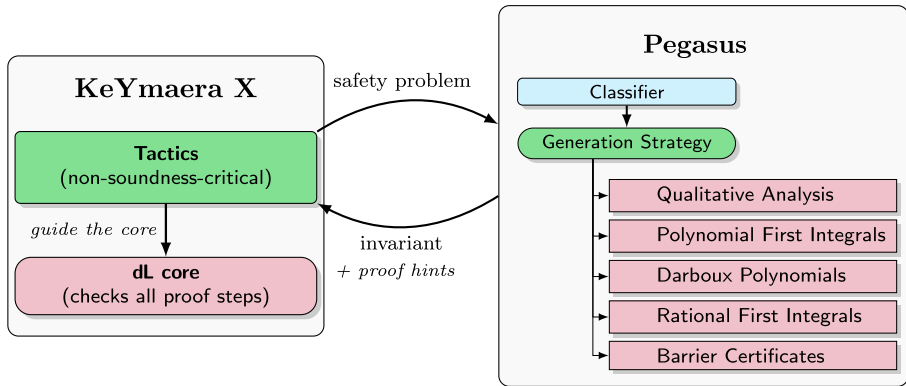 KeYmaera X
Tactics
(non-soundness-critical)
guide the core
dL core
(checks all proof steps)
safety problem
invariant
+ proof hints
Pegasus
Classifier
Generation Strategy
Qualitative Analysis
Polynomial First Integrals
Darboux Polynomials
Rational First Integrals
Barrier Certificates